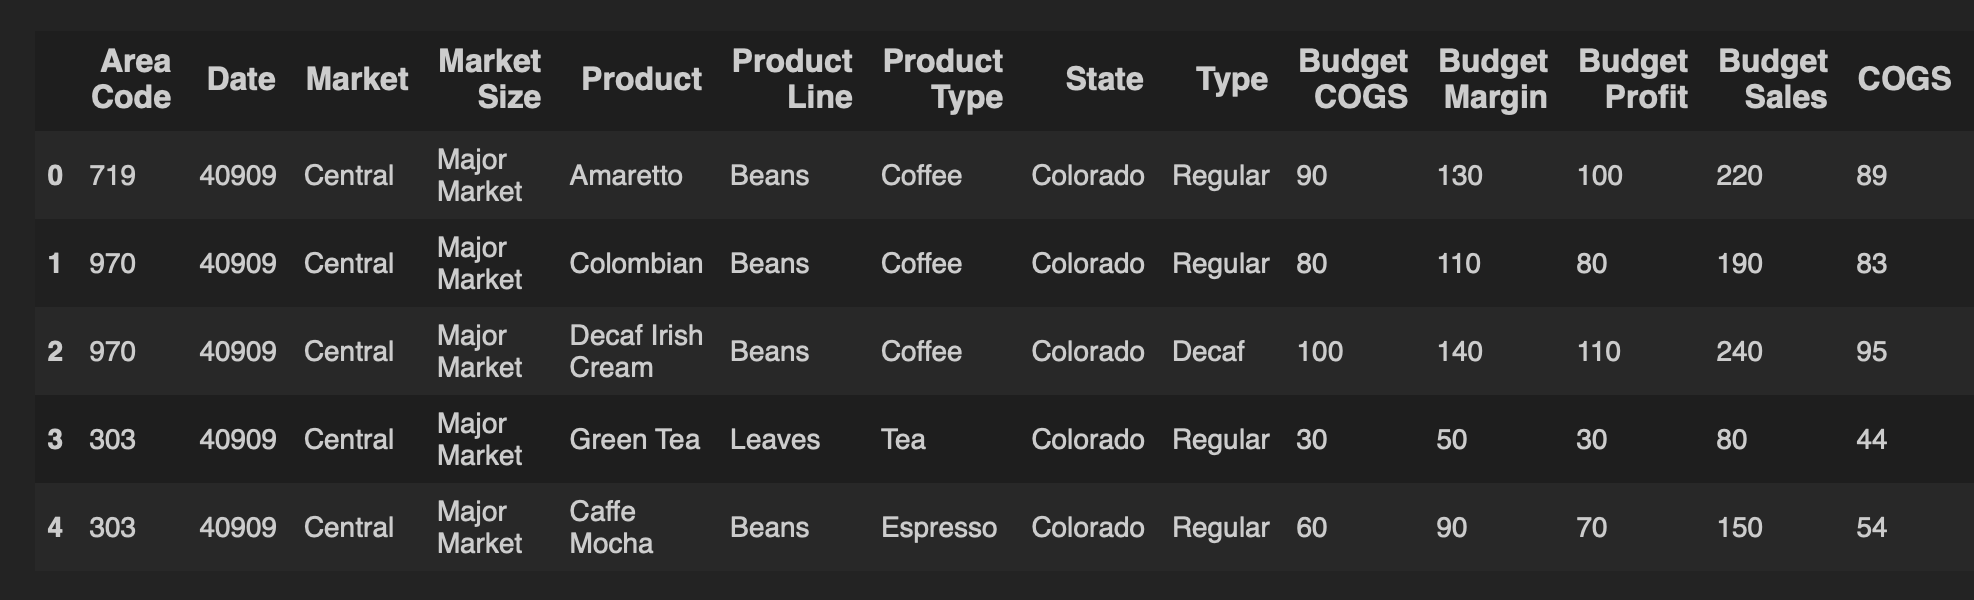 Area Code Date Market Market Size Product Product Line Product Type State Type Budget COGS Budget Margin Budget Profit Budget Sales COGS
0 719 40909 Central Major Market Amaretto Beans Coffee Colorado Regular 90 130 100 220 89
1 970 40909 Central Major Market Colombian Beans Coffee Colorado Regular 80 110 80 190 83
2 970 40909 Central Major Market Decaf Irish Cream Beans Coffee Colorado Decaf 100 140 110 240 95
3 303 40909 Central Major Market Green Tea Leaves Tea Colorado Regular 30 50 30 80 44
4 303 40909 Central Major Market Caffe Mocha Beans Espresso Colorado Regular 60 90 70 150 54